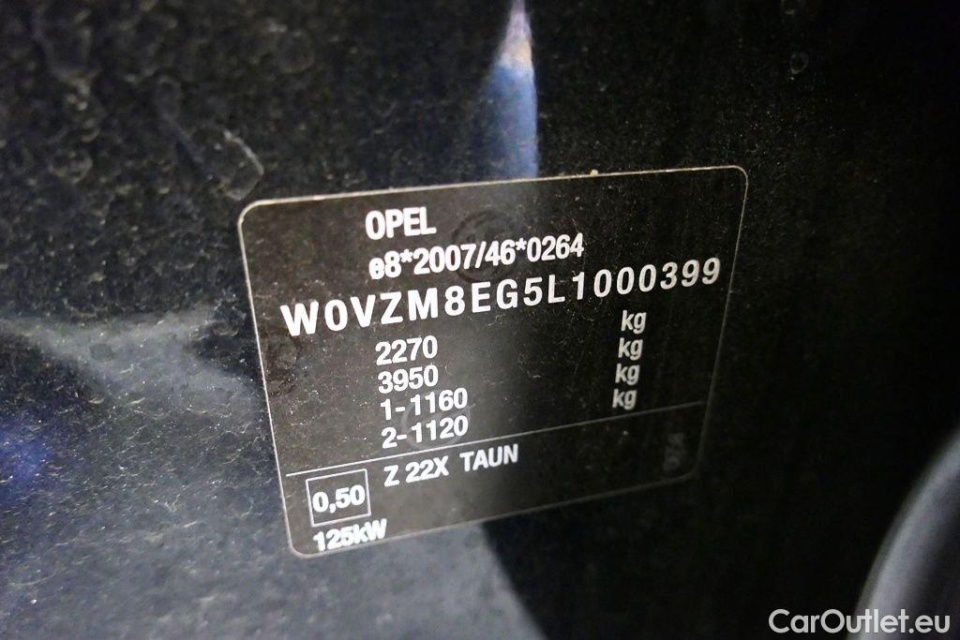 OPEL
e8*2007/46*0264
W0VZM8EG5L1000399
2270 kg
3950 kg
1-1160 kg
2-1120 kg
Z 22X TAUN
0,50
125kW
CarOutlet.eu